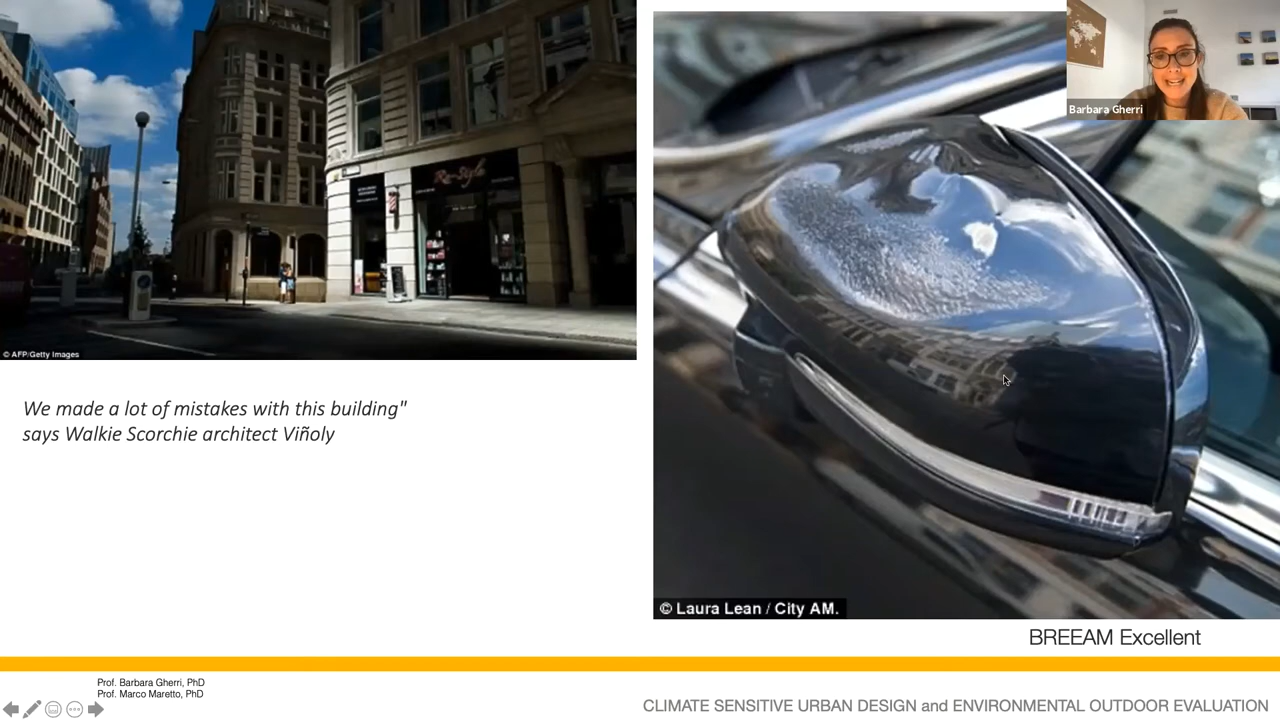 Re-Style
© AFP/Getty Images
Barbara Gherri
We made a lot of mistakes with this building"
says Walkie Scorchie architect Viñoly
© Laura Lean / City AM.
BREEAM Excellent
Prof. Barbara Gherri, PhD
Prof. Marco Maretto, PhD
CLIMATE SENSITIVE URBAN DESIGN and ENVIRONMENTAL OUTDOOR EVALUATION